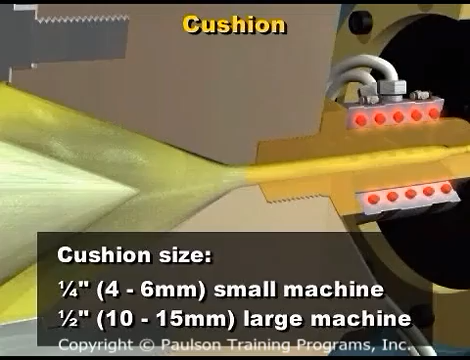 Cushion
Cushion size:
¼" (4 - 6mm) small machine
½" (10 - 15mm) large machine
Copyright © Paulson Training Programs, Inc.